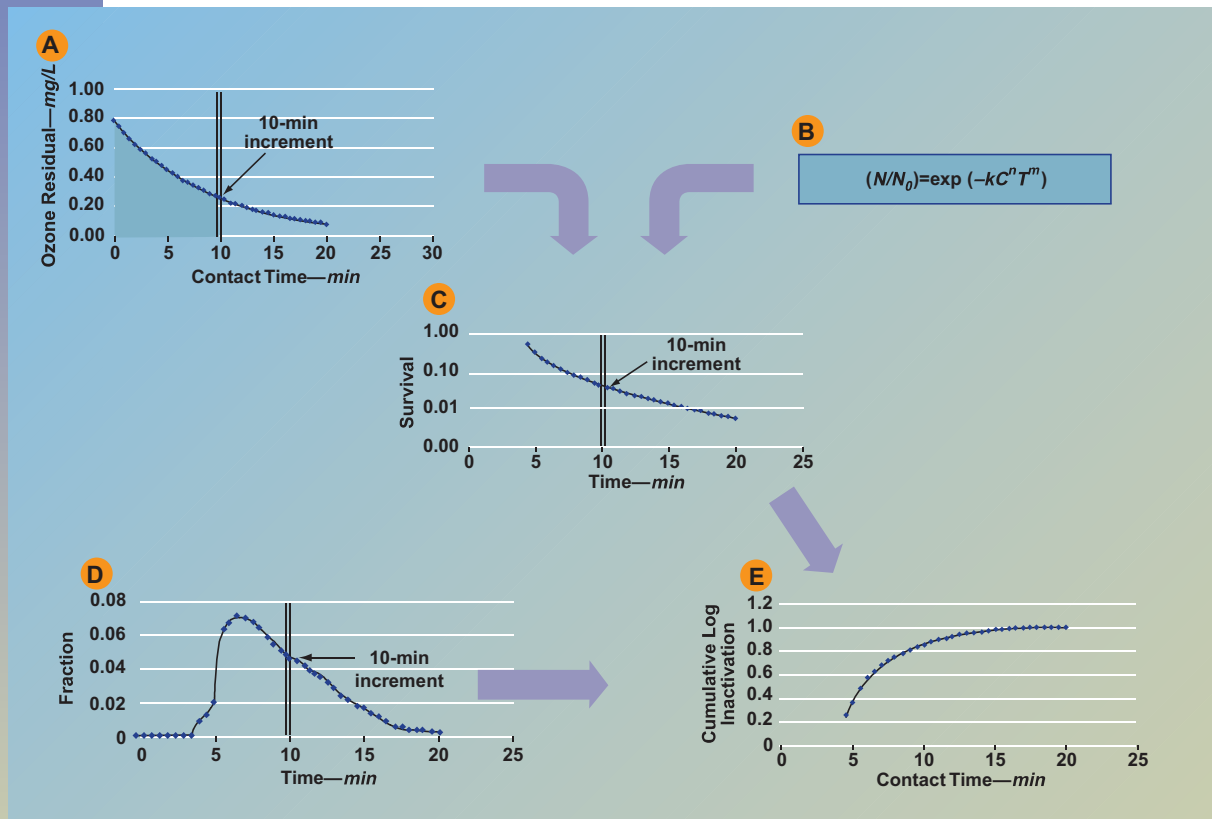 A
Ozone Residual—mg/L
1.00
0.80
0.60
0.40
0.20
0.00
10-min
increment
0 5 10 15 20 25 30
Contact Time—min
B
(N/N₀)=exp (–kCⁿTᵐ)
C
Survival
1.00
0.10
0.01
0.00
10-min
increment
0 5 10 15 20 25
Time—min
D
Fraction
0.08
0.06
0.04
0.02
0
10-min
increment
0 5 10 15 20 25
Time—min
E
Cumulative Log
Inactivation
1.2
1.0
0.8
0.6
0.4
0.2
0
0 5 10 15 20 25
Contact Time—min